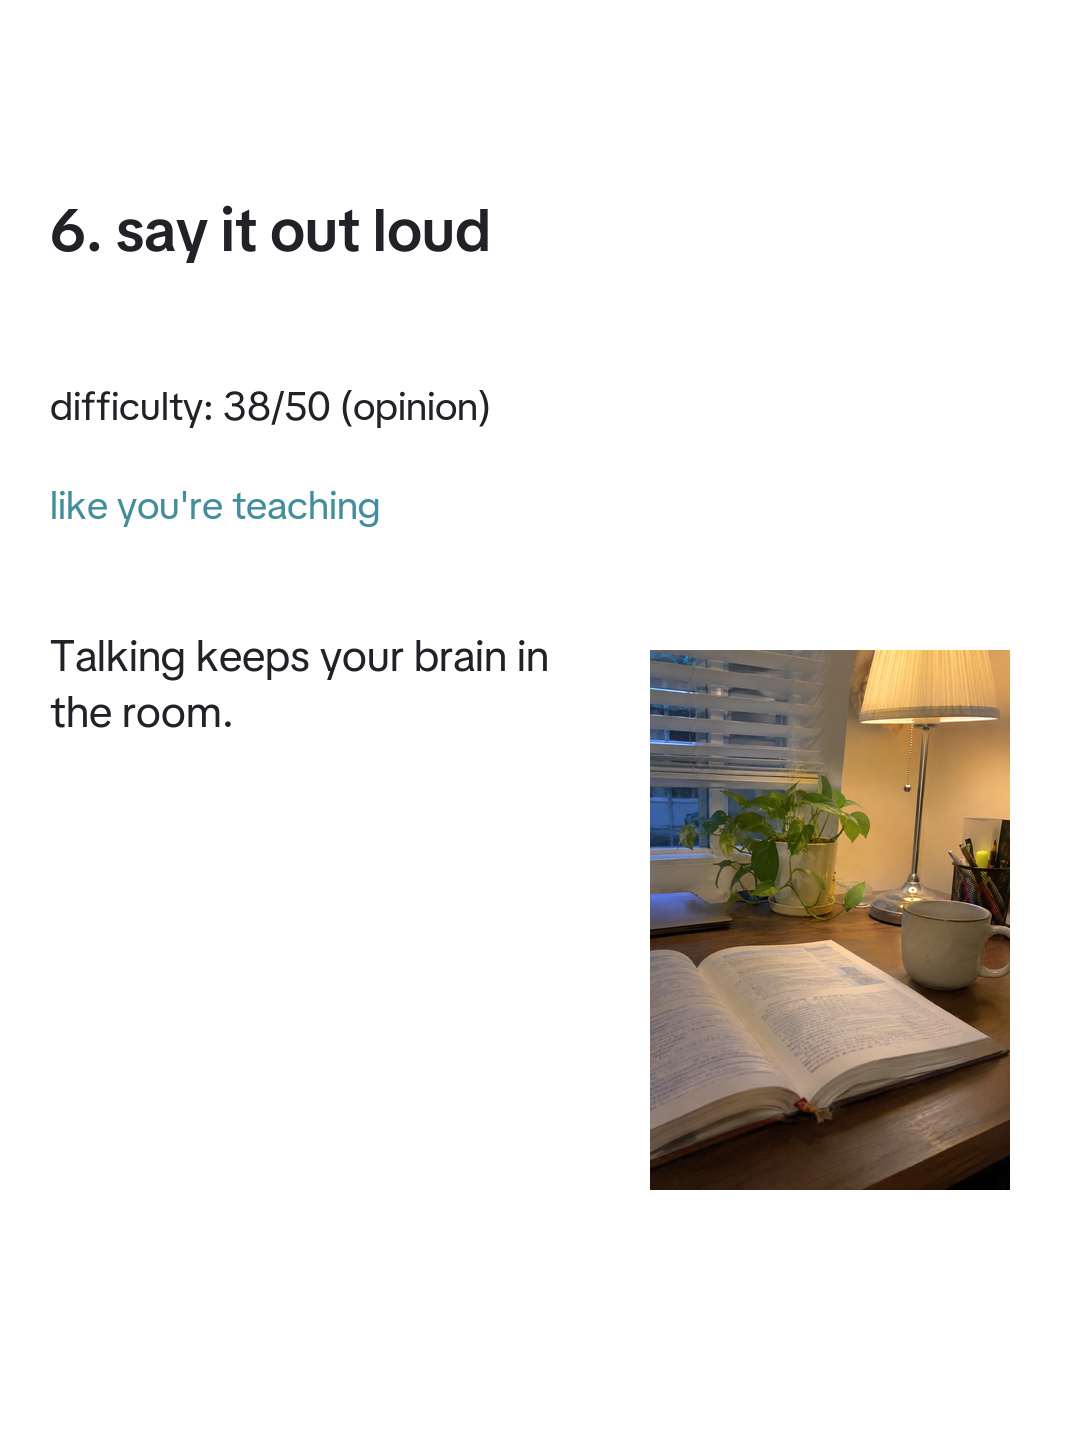 6. say it out loud
difficulty: 38/50 (opinion)
like you're teaching
Talking keeps your brain in
the room.